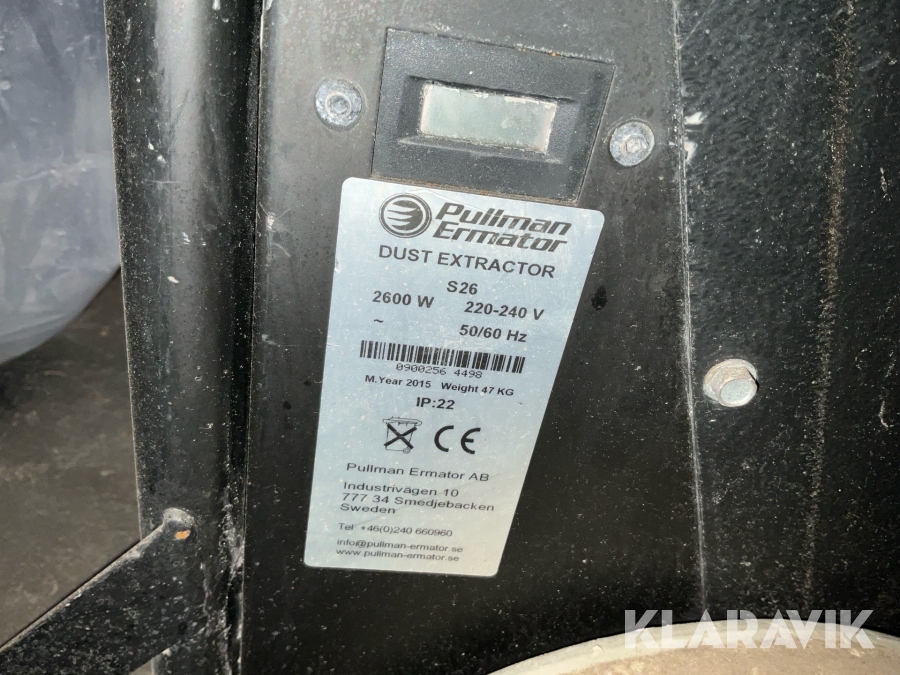 Pullman
Ermator
DUST EXTRACTOR
S26
2600 W 220-240 V
~ 50/60 Hz
0900256 4498
M.Year 2015 Weight 47 KG
IP:22
CE
Pullman Ermator AB
Industrivägen 10
777 34 Smedjebacken
Sweden
Tel +46(0)240 660960
info@pullman-ermator.se
www.pullman-ermator.se
KLARAVIK